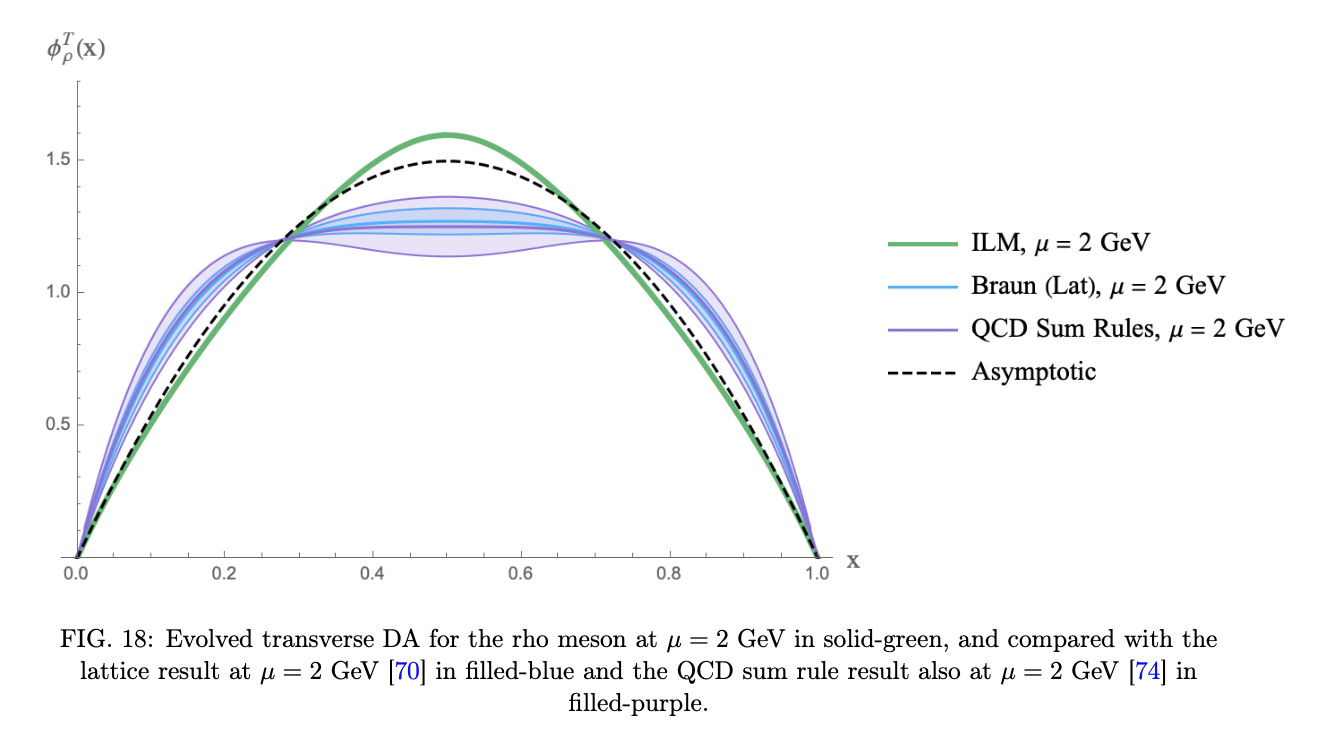 ϕ_ρ^T(x)
1.5
1.0
0.5
0.0 0.2 0.4 0.6 0.8 1.0 x
ILM, μ = 2 GeV
Braun (Lat), μ = 2 GeV
QCD Sum Rules, μ = 2 GeV
Asymptotic
FIG. 18: Evolved transverse DA for the rho meson at μ = 2 GeV in solid-green, and compared with the
lattice result at μ = 2 GeV [70] in filled-blue and the QCD sum rule result also at μ = 2 GeV [74] in
filled-purple.